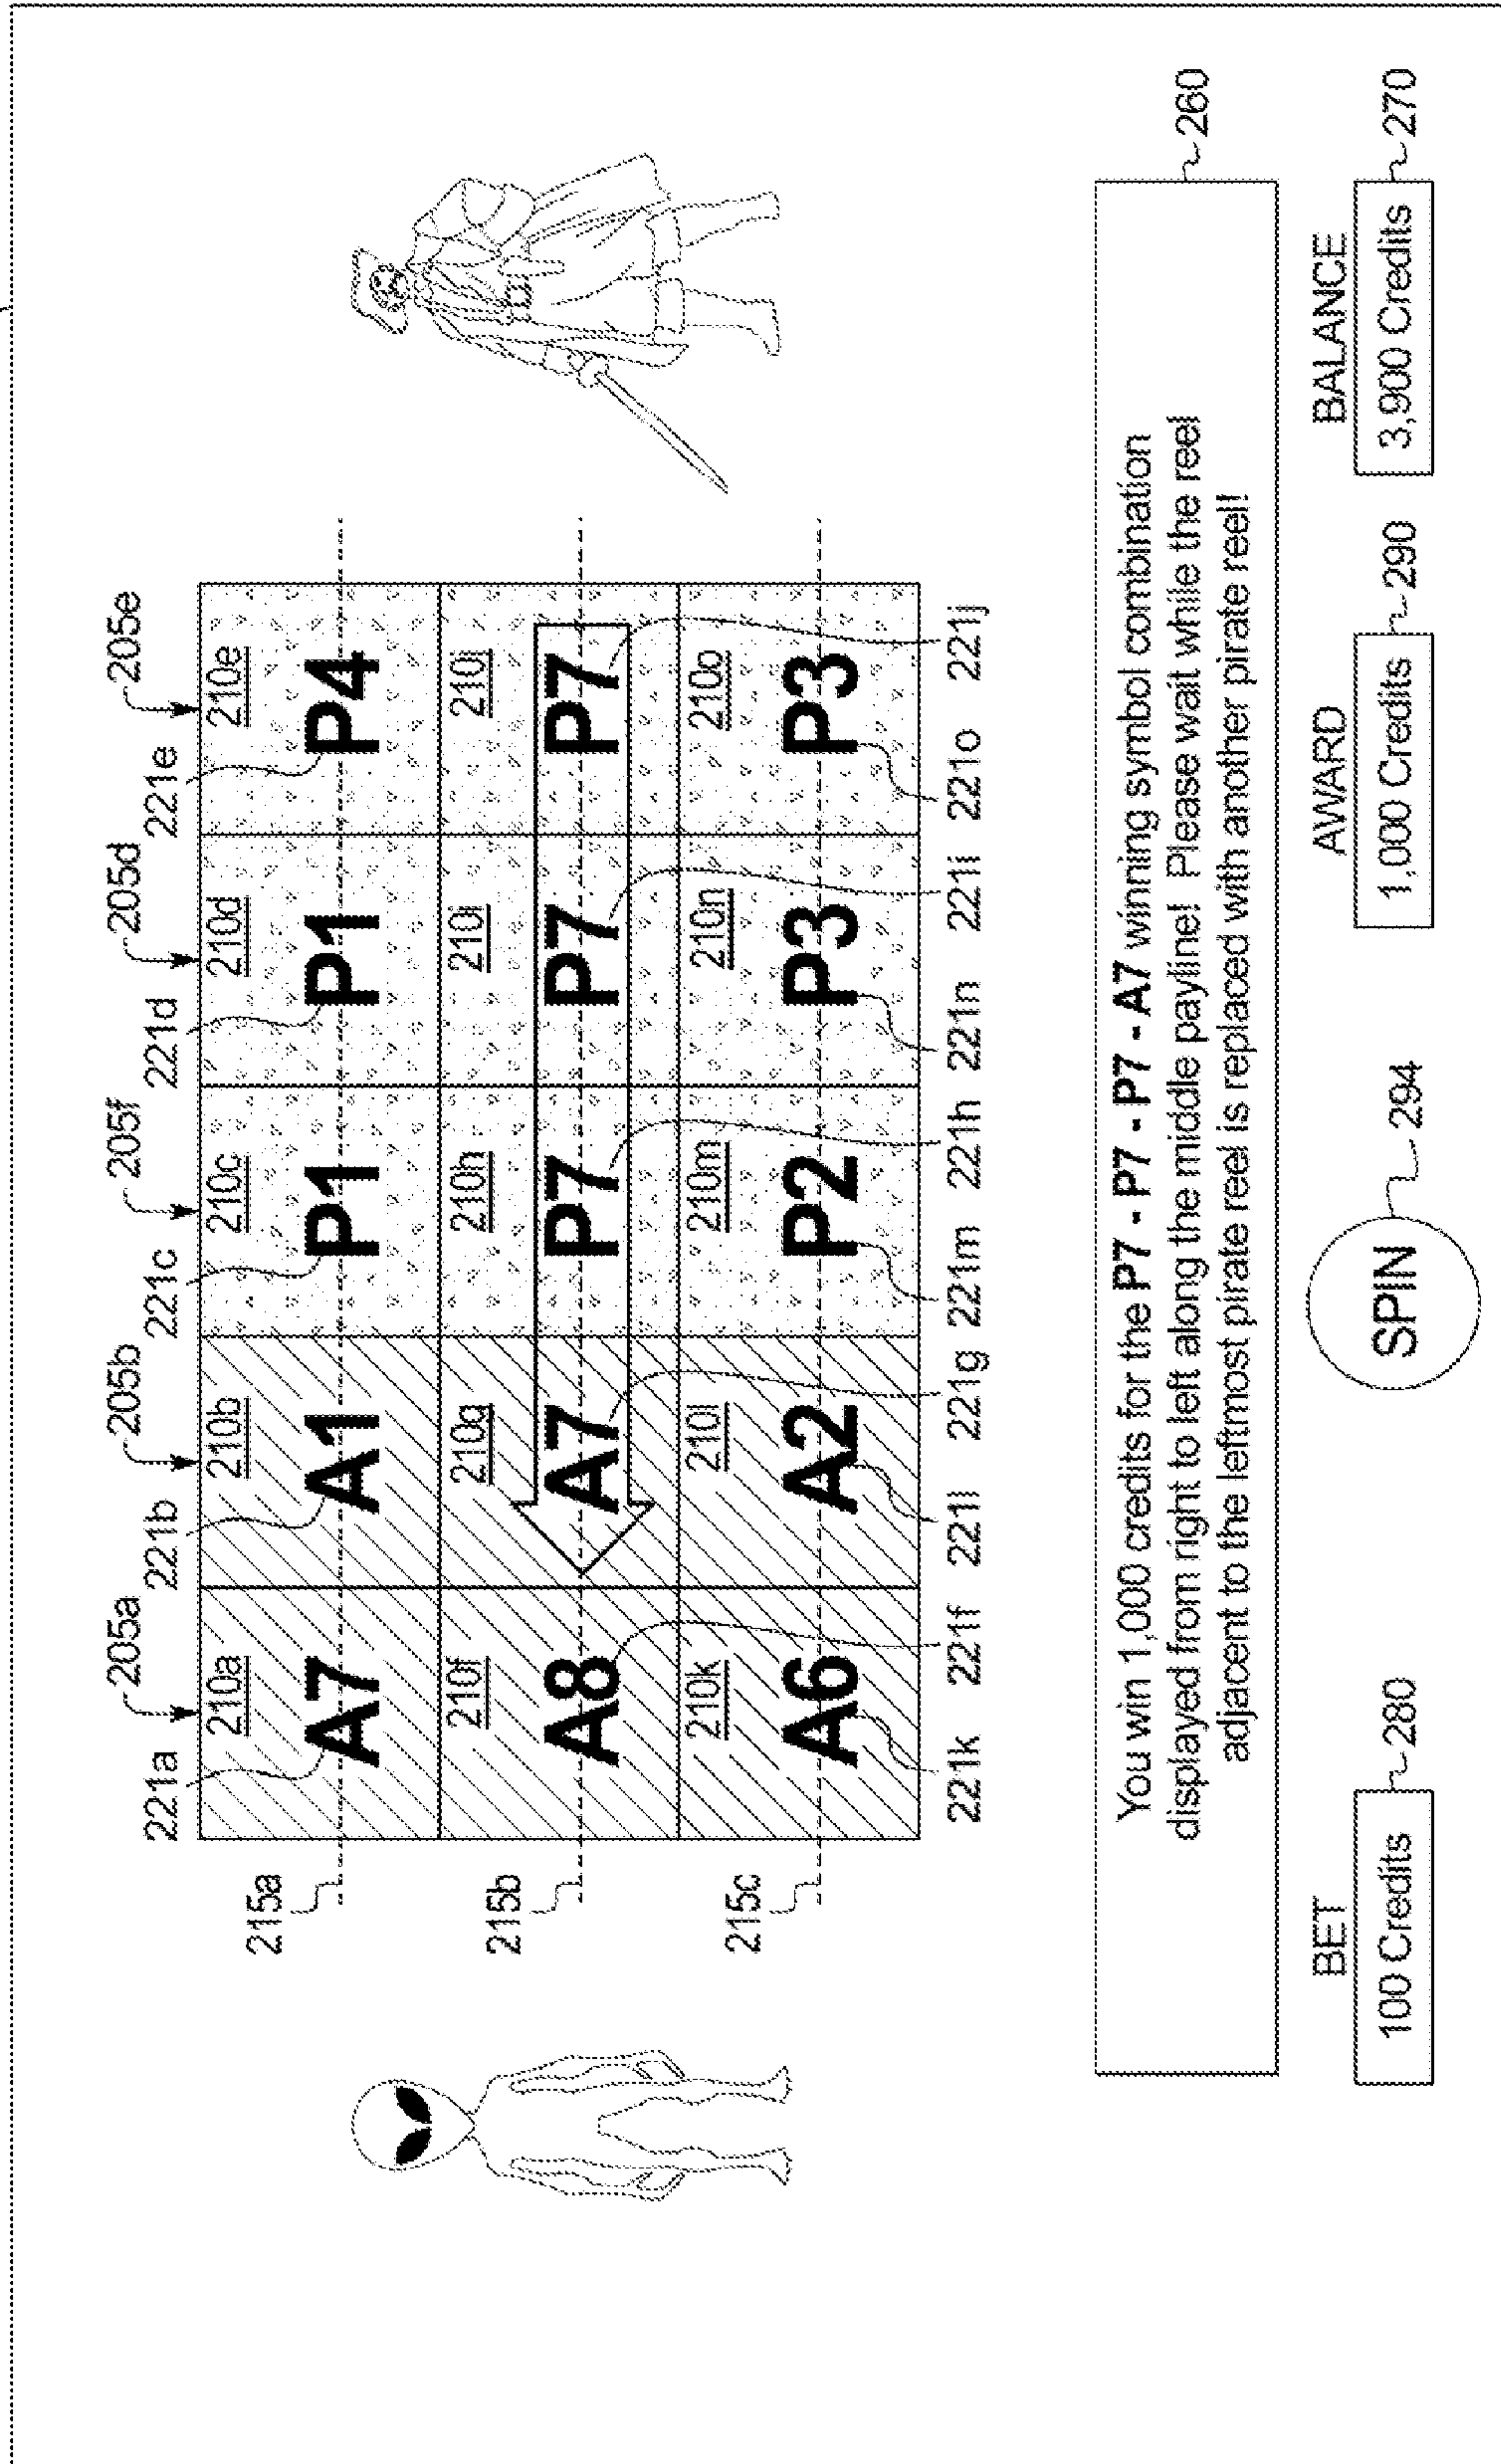 205a 205b 205f 205d 205e
221a 221b 221c 221d 221e
210a 210b 210c 210d 210e
215a A7 A1 P1 P1 P4
210f 210g 210h 210i 210j
215b A8 A7 P7 P7 P7
210k 210l 210m 210n 210o
215c A6 A2 P2 P3 P3
221k 221f 221l 221g 221m 221h 221n 221i 221o 221j
You win 1,000 credits for the P7 - P7 - P7 - A7 winning symbol combination
displayed from right to left along the middle payline! Please wait while the reel
adjacent to the leftmost pirate reel is replaced with another pirate reel!
260
BET AWARD BALANCE
100 Credits 280 SPIN 294 1,000 Credits 290 3,900 Credits 270